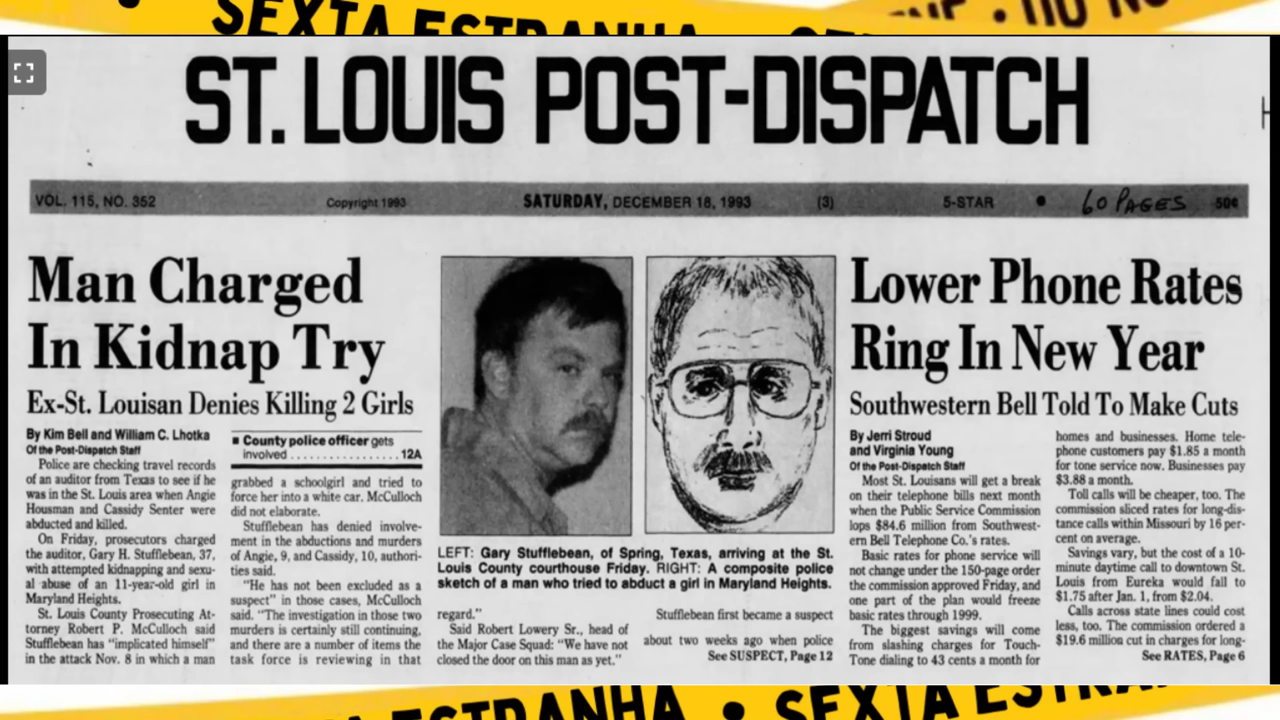 SEXTA ESTRANHA
ST. LOUIS POST-DISPATCH
VOL. 115, NO. 352
Copyright 1993
SATURDAY, DECEMBER 18, 1993
(3)
5-STAR
60 PAGES
50¢
Man Charged
In Kidnap Try
Ex-St. Louisan Denies Killing 2 Girls
By Kim Bell and William C. Lhotka
Of the Post-Dispatch Staff
Police are checking travel records
of an auditor from Texas to see if he
was in the St. Louis area when Angie
Housman and Cassidy Senter were
abducted and killed.
On Friday, prosecutors charged
the auditor, Gary H. Stufflebean, 37,
with attempted kidnapping and sexu-
al abuse of an 11-year-old girl in
Maryland Heights.
St. Louis County Prosecuting At-
torney Robert P. McCulloch said
Stufflebean has "implicated himself"
in the attack Nov. 8 in which a man
■ County police officer gets
involved . . . . . . . . . . . . . . . . 12A
grabbed a schoolgirl and tried to
force her into a white car. McCulloch
did not elaborate.
Stufflebean has denied involve-
ment in the abductions and murders
of Angie, 9, and Cassidy, 10, authori-
ties said.
"He has not been excluded as a
suspect" in those cases, McCulloch
said. "The investigation in those two
murders is certainly still continuing,
and there are a number of items the
task force is reviewing in that
LEFT: Gary Stufflebean, of Spring, Texas, arriving at the St.
Louis County courthouse Friday. RIGHT: A composite police
sketch of a man who tried to abduct a girl in Maryland Heights.
regard."
Said Robert Lowery Sr., head of
the Major Case Squad: "We have not
closed the door on this man as yet."
Stufflebean first became a suspect
about two weeks ago when police
See SUSPECT, Page 12
Lower Phone Rates
Ring In New Year
Southwestern Bell Told To Make Cuts
By Jerri Stroud
and Virginia Young
Of the Post-Dispatch Staff
Most St. Louisans will get a break
on their telephone bills next month
when the Public Service Commission
lops $84.6 million from Southwest-
ern Bell Telephone Co.'s rates.
Basic rates for phone service will
not change under the 150-page order
the commission approved Friday, and
one part of the plan would freeze
basic rates through 1999.
The biggest savings will come
from slashing charges for Touch-
Tone dialing to 43 cents a month for
homes and businesses. Home tele-
phone customers pay $1.85 a month
for tone service now. Businesses pay
$3.88 a month.
Toll calls will be cheaper, too. The
commission sliced rates for long-dis-
tance calls within Missouri by 16 per-
cent on average.
Savings vary, but the cost of a 10-
minute daytime call to downtown St.
Louis from Eureka would fall to
$1.75 after Jan. 1, from $2.04.
Calls across state lines could cost
less, too. The commission ordered a
$19.6 million cut in charges for long-
See RATES, Page 6
ESTRANHA • SEXTA